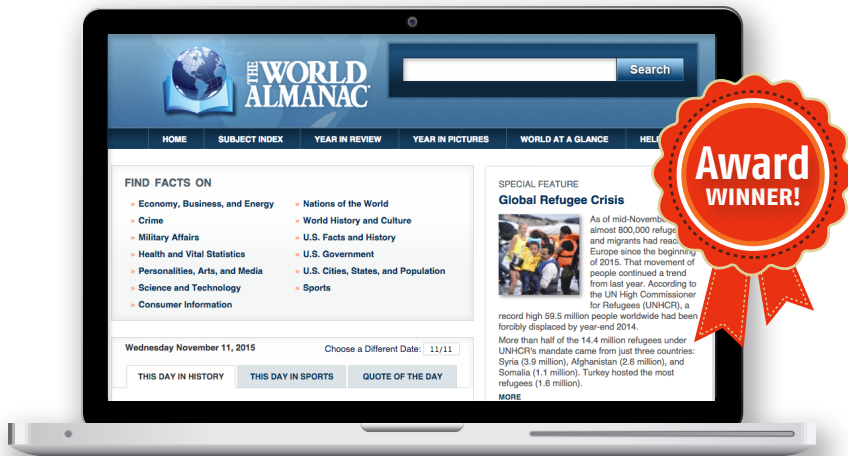 THE WORLD
ALMANAC
Search
HOME SUBJECT INDEX YEAR IN REVIEW YEAR IN PICTURES WORLD AT A GLANCE HEL
Award
WINNER!
FIND FACTS ON
» Economy, Business, and Energy
» Crime
» Military Affairs
» Health and Vital Statistics
» Personalities, Arts, and Media
» Science and Technology
» Consumer Information
» Nations of the World
» World History and Culture
» U.S. Facts and History
» U.S. Government
» U.S. Cities, States, and Population
» Sports
SPECIAL FEATURE
Global Refugee Crisis
As of mid-Novembe
almost 800,000 refuge
and migrants had reac
Europe since the beginning
of 2015. That movement of
people continued a trend
from last year. According to
the UN High Commissioner
for Refugees (UNHCR), a
record high 59.5 million people worldwide had been
forcibly displaced by year-end 2014.
More than half of the 14.4 million refugees under
UNHCR's mandate came from just three countries:
Syria (3.9 million), Afghanistan (2.6 million), and
Somalia (1.1 million). Turkey hosted the most
refugees (1.6 million).
MORE
Wednesday November 11, 2015 Choose a Different Date: 11/11
THIS DAY IN HISTORY THIS DAY IN SPORTS QUOTE OF THE DAY